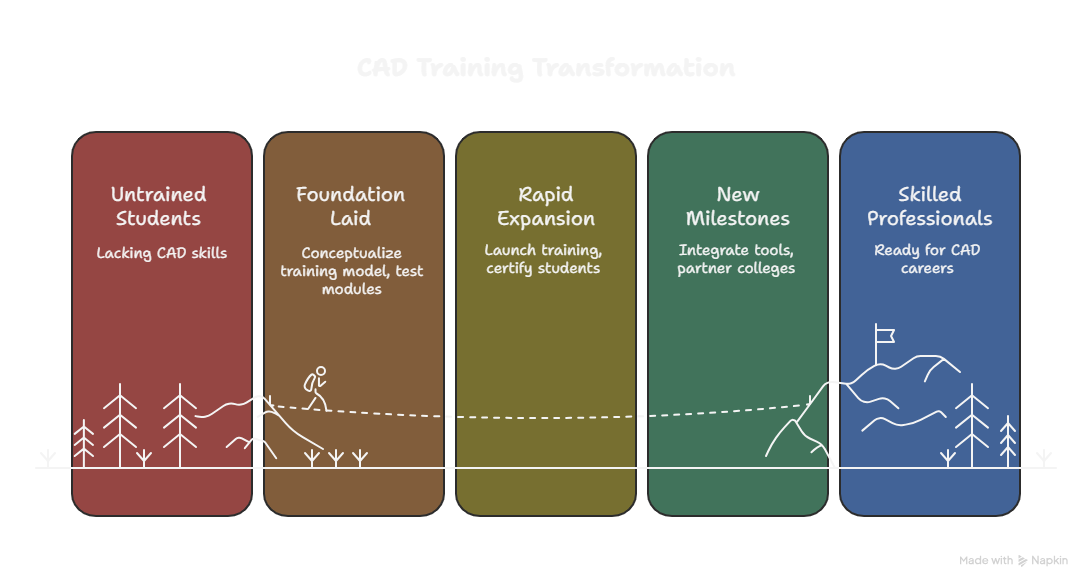 CAD Training Transformation
Untrained
Students
Lacking CAD skills
Foundation
Laid
Conceptualize
training model, test
modules
Rapid
Expansion
Launch training,
certify students
New
Milestones
Integrate tools,
partner colleges
Skilled
Professionals
Ready for CAD
careers
Made with Napkin